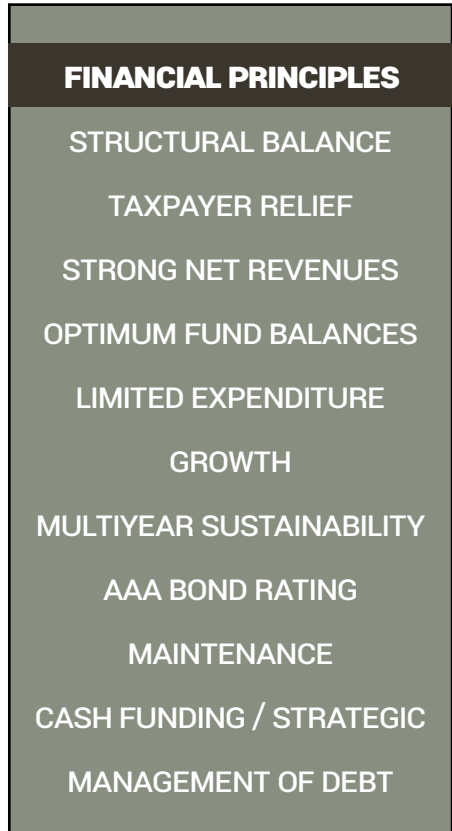 FINANCIAL PRINCIPLES
STRUCTURAL BALANCE
TAXPAYER RELIEF
STRONG NET REVENUES
OPTIMUM FUND BALANCES
LIMITED EXPENDITURE
GROWTH
MULTIYEAR SUSTAINABILITY
AAA BOND RATING
MAINTENANCE
CASH FUNDING / STRATEGIC
MANAGEMENT OF DEBT